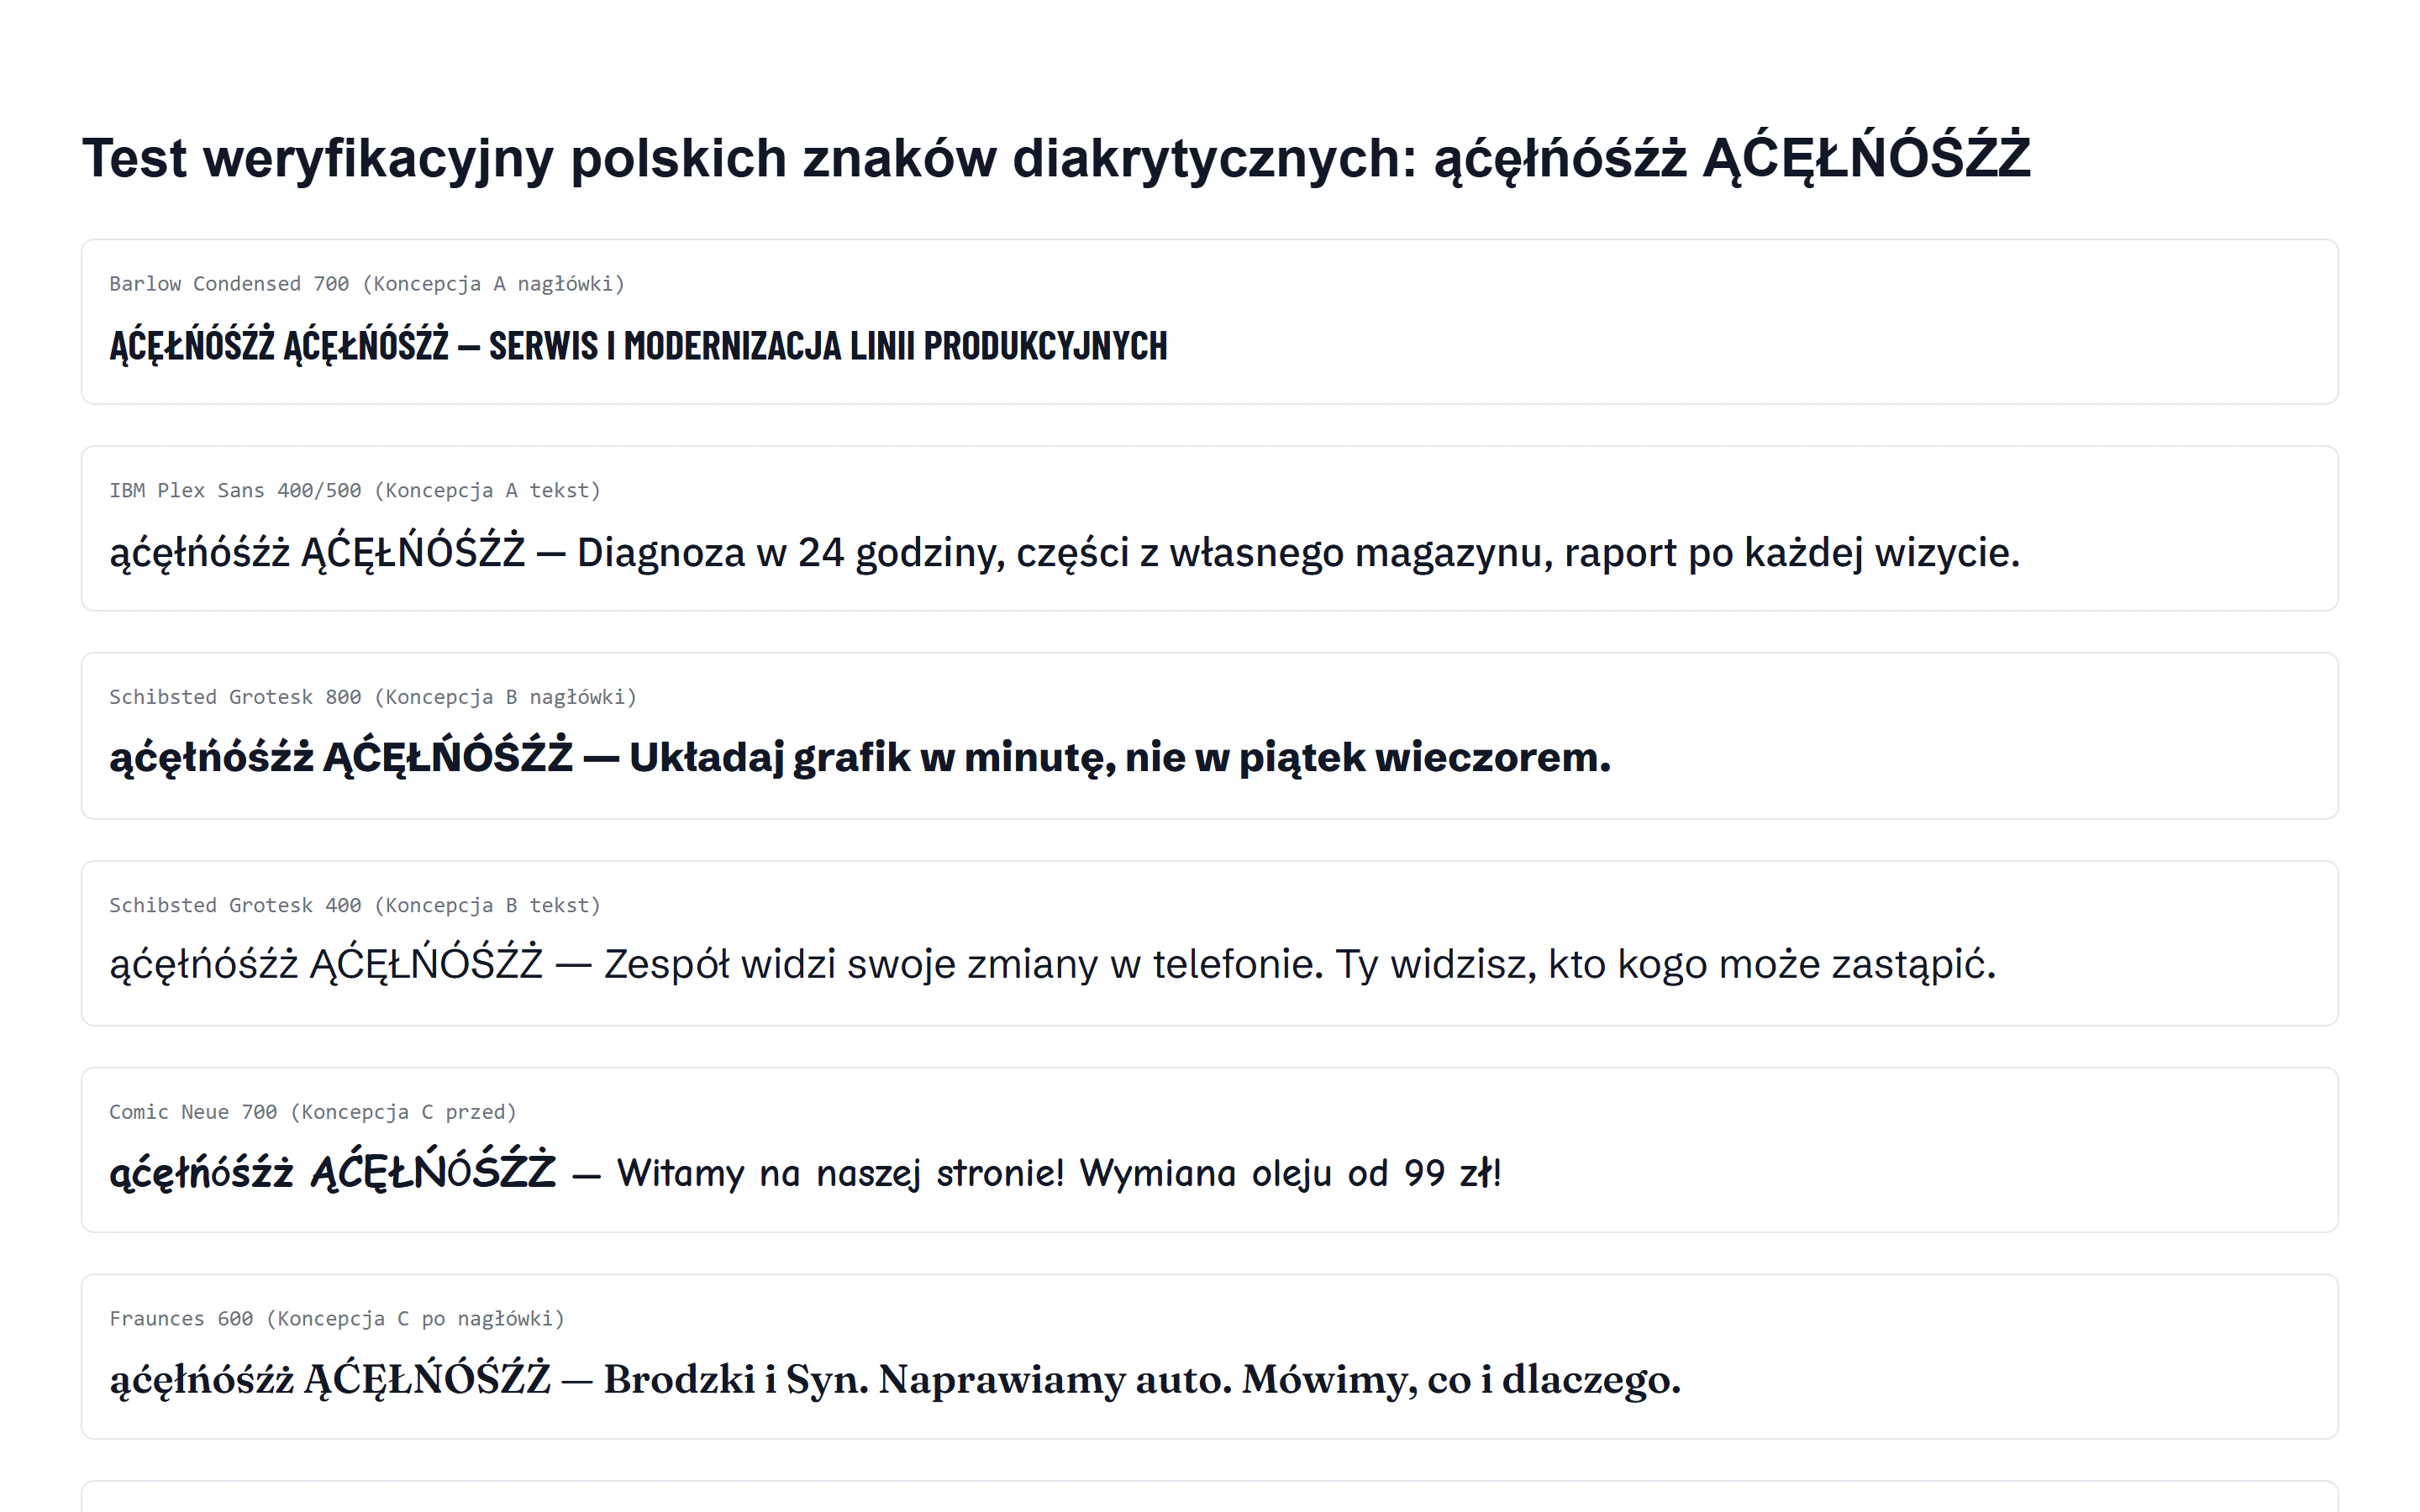 Test weryfikacyjny polskich znaków diakrytycznych: ąćęłńóśźż ĄĆĘŁŃÓŚŹŻ
Barlow Condensed 700 (Koncepcja A nagłówki)
ĄĆĘŁŃÓŚŹŻ ĄĆĘŁŃÓŚŹŻ — SERWIS I MODERNIZACJA LINII PRODUKCYJNYCH
IBM Plex Sans 400/500 (Koncepcja A tekst)
ąćęłńóśźż ĄĆĘŁŃÓŚŹŻ — Diagnoza w 24 godziny, części z własnego magazynu, raport po każdej wizycie.
Schibsted Grotesk 800 (Koncepcja B nagłówki)
ąćęłńóśźż ĄĆĘŁŃÓŚŹŻ — Układaj grafik w minutę, nie w piątek wieczorem.
Schibsted Grotesk 400 (Koncepcja B tekst)
ąćęłńóśźż ĄĆĘŁŃÓŚŹŻ — Zespół widzi swoje zmiany w telefonie. Ty widzisz, kto kogo może zastąpić.
Comic Neue 700 (Koncepcja C przed)
ąćęłńóśźż ĄĆĘŁŃÓŚŹŻ — Witamy na naszej stronie! Wymiana oleju od 99 zł!
Fraunces 600 (Koncepcja C po nagłówki)
ąćęłńóśźż ĄĆĘŁŃÓŚŹŻ — Brodzki i Syn. Naprawiamy auto. Mówimy, co i dlaczego.